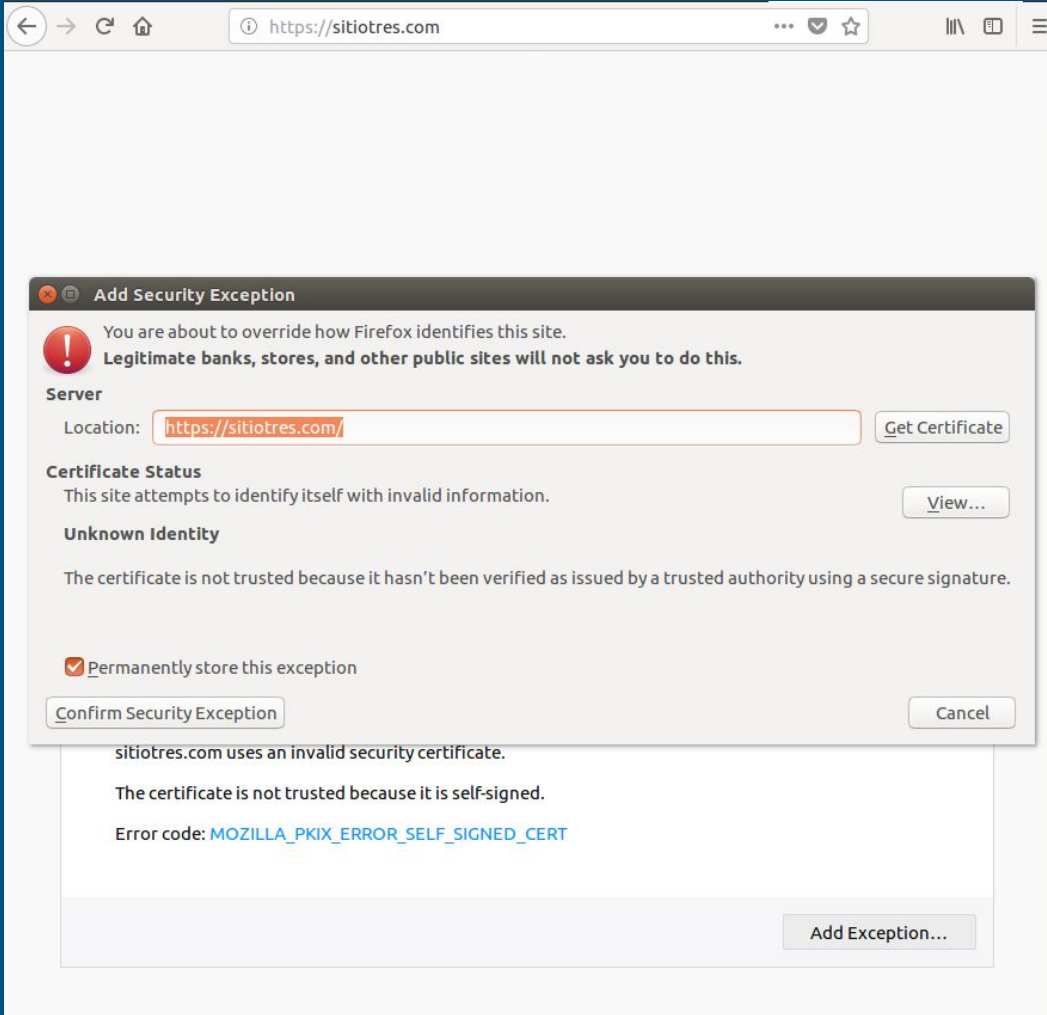 https://sitiotres.com
Add Security Exception
You are about to override how Firefox identifies this site.
Legitimate banks, stores, and other public sites will not ask you to do this.
Server
Location: https://sitiotres.com/ Get Certificate
Certificate Status
This site attempts to identify itself with invalid information.
View…
Unknown Identity
The certificate is not trusted because it hasn’t been verified as issued by a trusted authority using a secure signature.
Permanently store this exception
Confirm Security Exception Cancel
sitiotres.com uses an invalid security certificate.
The certificate is not trusted because it is self-signed.
Error code: MOZILLA_PKIX_ERROR_SELF_SIGNED_CERT
Add Exception…